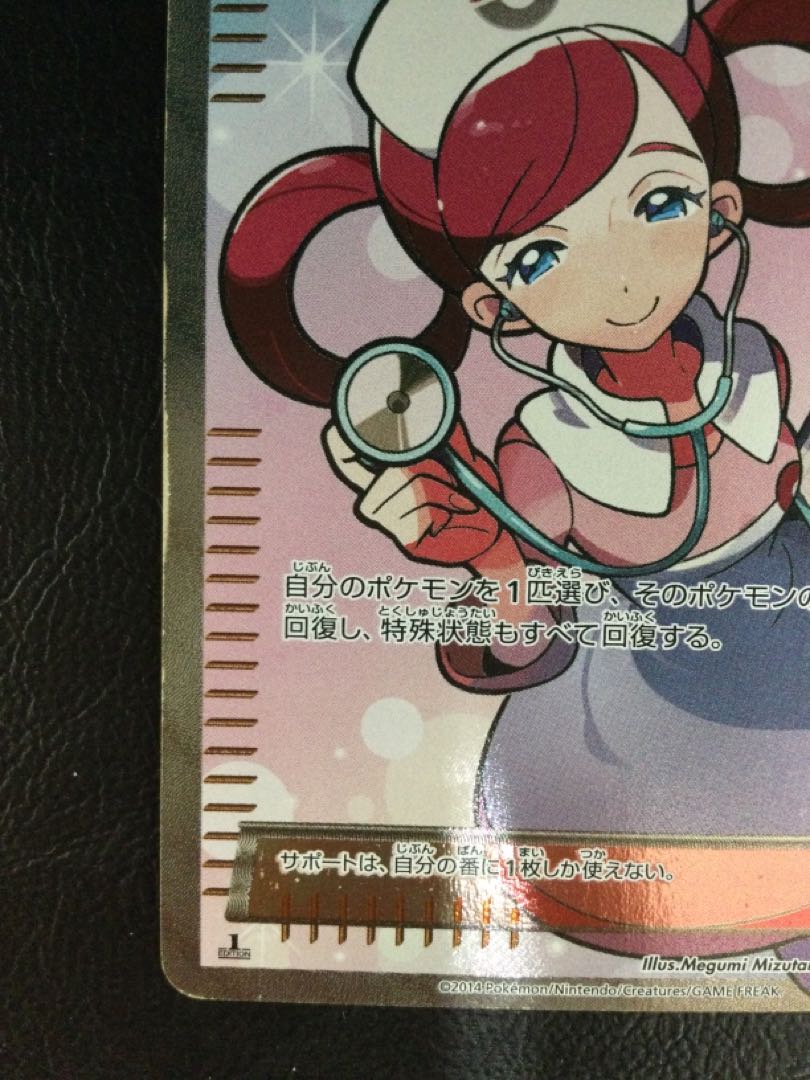 自分のポケモンを1匹選び、そのポケモンの
回復し、特殊状態もすべて回復する。
サポートは、自分の番に1枚しか使えない。
1
EDITION
Illus.Megumi Mizuta
©2014 Pokémon/Nintendo/Creatures/GAME FREAK.